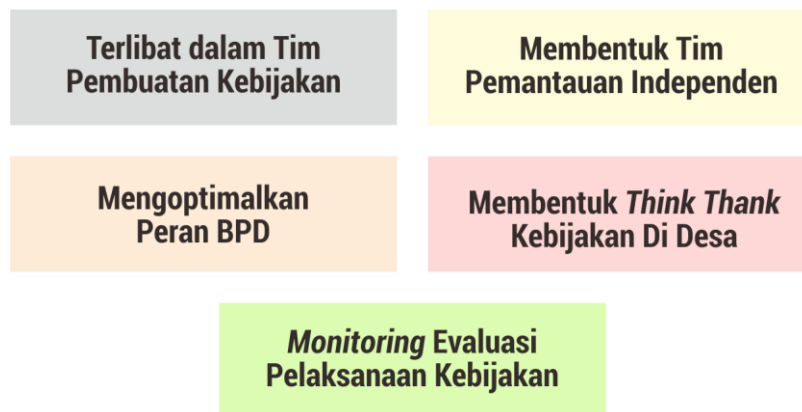 Terlibat dalam Tim
Pembuatan Kebijakan
Membentuk Tim
Pemantauan Independen
Mengoptimalkan
Peran BPD
Membentuk Think Thank
Kebijakan Di Desa
Monitoring Evaluasi
Pelaksanaan Kebijakan